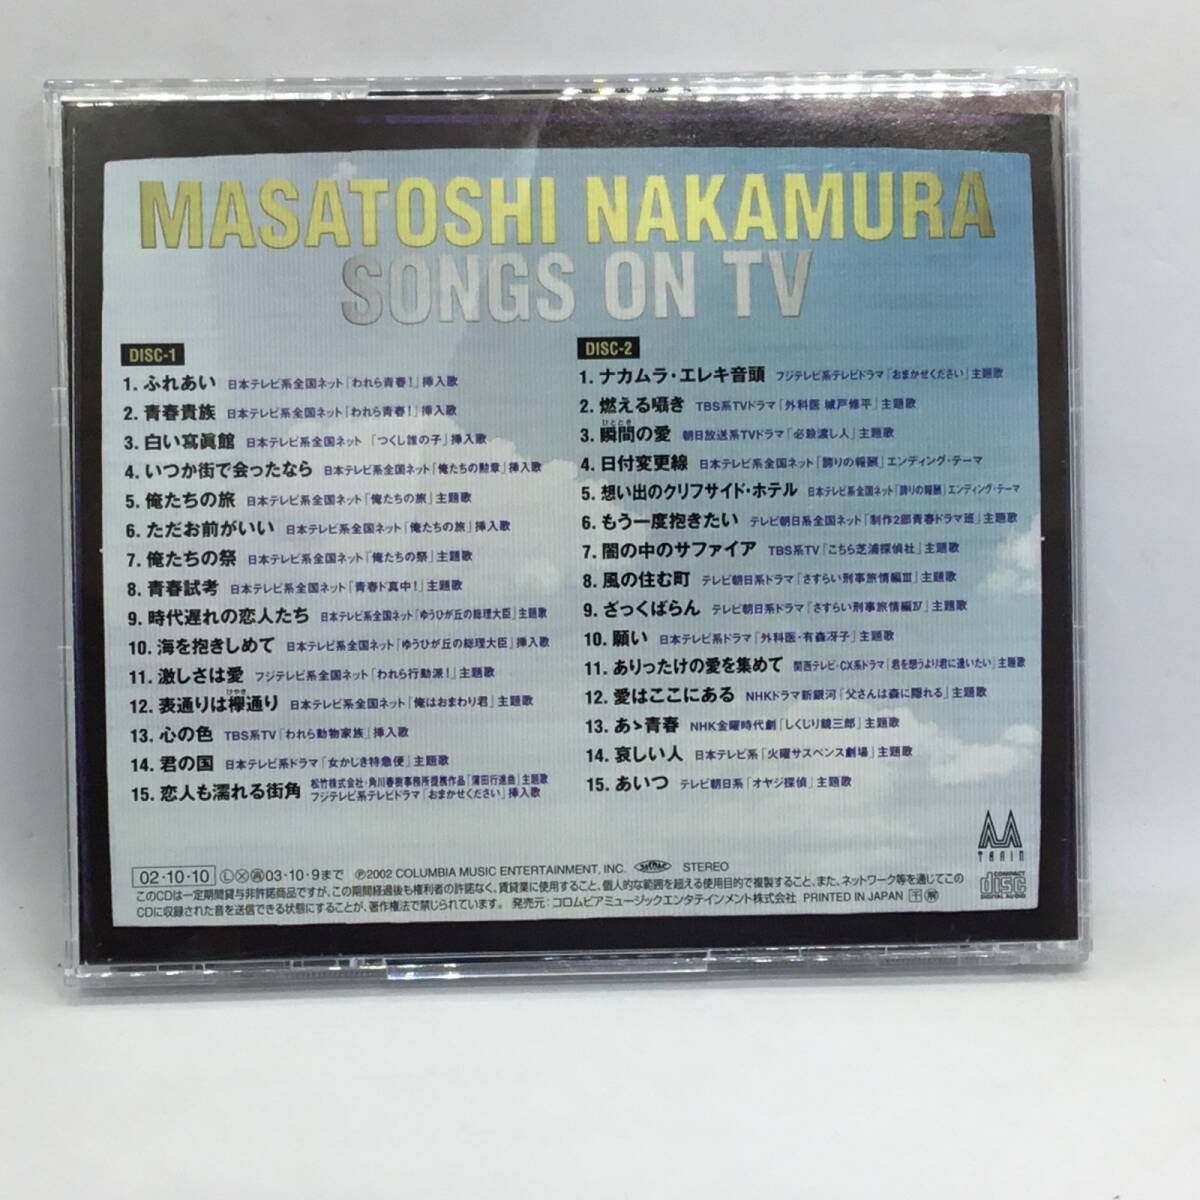 MASATOSHI NAKAMURA
SONGS ON TV
DISC-1
1. ふれあい 日本テレビ系全国ネット「われら青春!」挿入歌
2. 青春貴族 日本テレビ系全国ネット「われら青春!」挿入歌
3. 白い寫眞館 日本テレビ系全国ネット 「つくし誰の子」挿入歌
4. いつか街で会ったなら 日本テレビ系全国ネット「俺たちの勲章」挿入歌
5. 俺たちの旅 日本テレビ系全国ネット「俺たちの旅」主題歌
6. ただお前がいい 日本テレビ系全国ネット「俺たちの旅」挿入歌
7. 俺たちの祭 日本テレビ系全国ネット「俺たちの祭」主題歌
8. 青春試考 日本テレビ系全国ネット「青春ド真中!」主題歌
9. 時代遅れの恋人たち 日本テレビ系全国ネット「ゆうひが丘の総理大臣」主題歌
10. 海を抱きしめて 日本テレビ系全国ネット「ゆうひが丘の総理大臣」挿入歌
11. 激しさは愛 フジテレビ系全国ネット「われら行動派!」主題歌
けやき
12. 表通りは欅通り 日本テレビ系全国ネット「俺はおまわり君」主題歌
13. 心の色 TBS系TV「われら動物家族」挿入歌
14. 君の国 日本テレビ系ドラマ「女かじき特急便」主題歌
15. 恋人も濡れる街角 松竹株式会社・角川春樹事務所提携作品「蒲田行進曲」主題歌
フジテレビ系テレビドラマ「おまかせください」挿入歌
DISC-2
1. ナカムラ・エレキ音頭 フジテレビ系テレビドラマ「おまかせください」主題歌
2. 燃える囁き TBS系TVドラマ「外科医 城戸修平」主題歌
ひととき
3. 瞬間の愛 朝日放送系TVドラマ「必殺渡し人」主題歌
4. 日付変更線 日本テレビ系全国ネット「誇りの報酬」エンディング・テーマ
5. 想い出のクリフサイド・ホテル 日本テレビ系全国ネット「誇りの報酬」エンディング・テーマ
6. もう一度抱きたい テレビ朝日系全国ネット「制作2部青春ドラマ班」主題歌
7. 闇の中のサファイア TBS系TV「こちら芝浦探偵社」主題歌
8. 風の住む町 テレビ朝日系ドラマ「さすらい刑事旅情編Ⅲ」主題歌
9. ざっくばらん テレビ朝日系ドラマ「さすらい刑事旅情編Ⅳ」主題歌
10. 願い 日本テレビ系ドラマ「外科医・有森冴子」主題歌
11. ありったけの愛を集めて 関西テレビ・CX系ドラマ「君を想うより君に逢いたい」主題歌
12. 愛はここにある NHKドラマ新銀河「父さんは森に隠れる」主題歌
13. あゝ青春 NHK金曜時代劇「しくじり鏡三郎」主題歌
14. 哀しい人 日本テレビ系「火曜サスペンス劇場」主題歌
15. あいつ テレビ朝日系「オヤジ探偵」主題歌
M TRAIN
02・10・10 Ⓛ Ⓧ 再 03・10・9まで ℗2002 COLUMBIA MUSIC ENTERTAINMENT, INC. JASRAC STEREO
このCDは一定期間貸与非許諾商品ですが、この期間経過後も権利者の許諾なく、賃貸業に使用すること、個人的な範囲を超える使用目的で複製すること、また、ネットワーク等を通じてこの
CDに収録された音を送信できる状態にすることが、著作権法で禁じられています。 発売元:コロムビアミュージックエンタテインメント株式会社 PRINTED IN JAPAN
COMPACT
disc
DIGITAL AUDIO